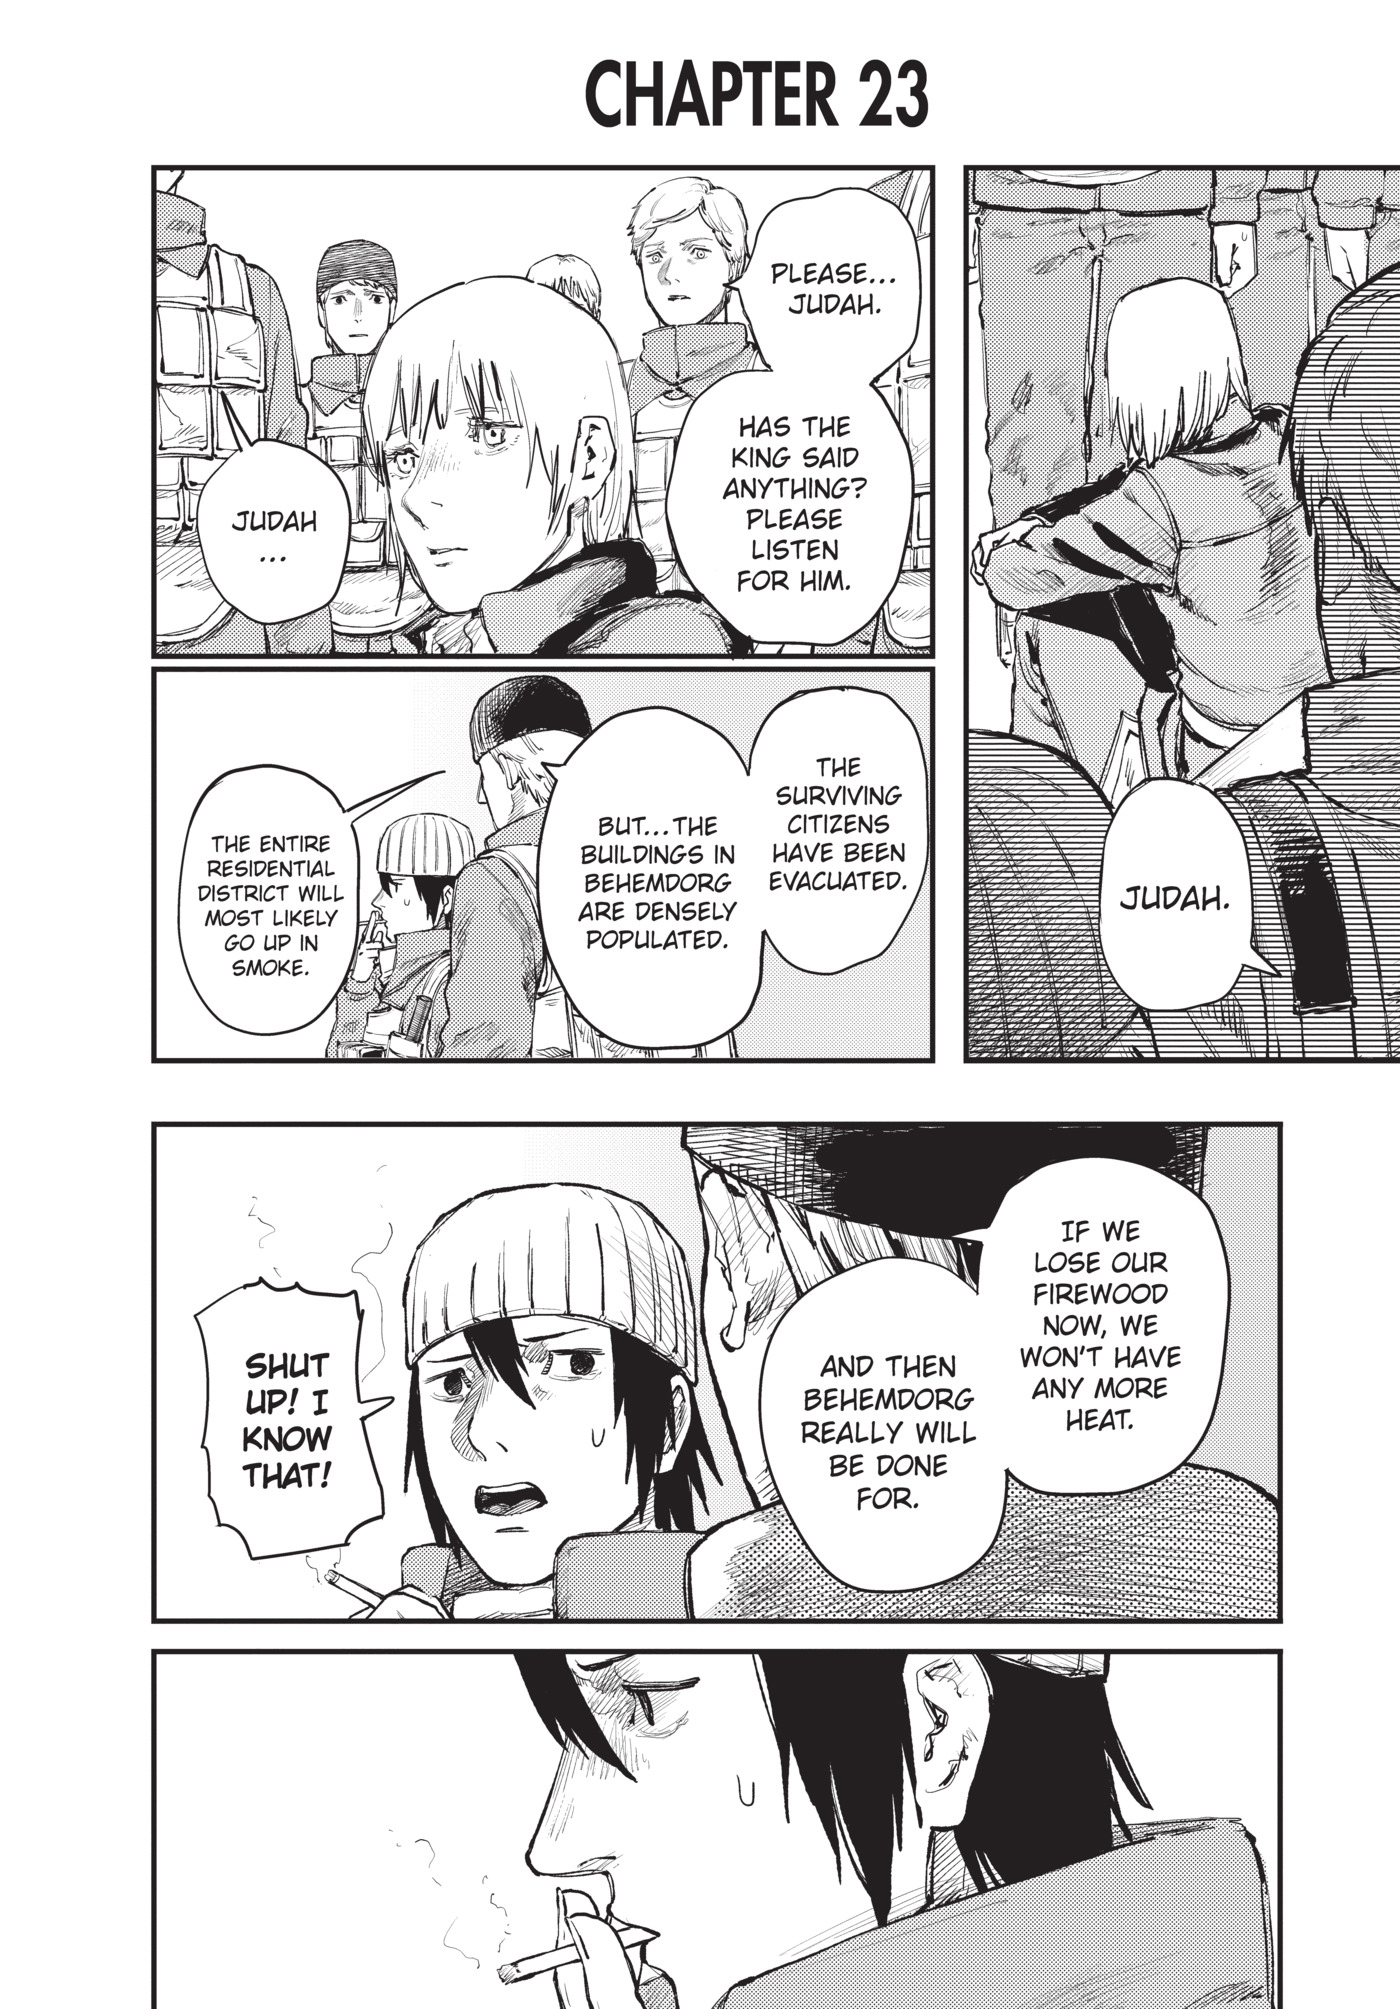 CHAPTER 23
JUDAH.
PLEASE...
JUDAH.
HAS THE
KING SAID
ANYTHING?
PLEASE
LISTEN
FOR HIM.
JUDAH
...
THE
SURVIVING
CITIZENS
HAVE BEEN
EVACUATED.
BUT...THE
BUILDINGS IN
BEHEMDORG
ARE DENSELY
POPULATED.
THE ENTIRE
RESIDENTIAL
DISTRICT WILL
MOST LIKELY
GO UP IN
SMOKE.
IF WE
LOSE OUR
FIREWOOD
NOW, WE
WON'T HAVE
ANY MORE
HEAT.
AND THEN
BEHEMDORG
REALLY WILL
BE DONE
FOR.
SHUT
UP! I
KNOW
THAT!